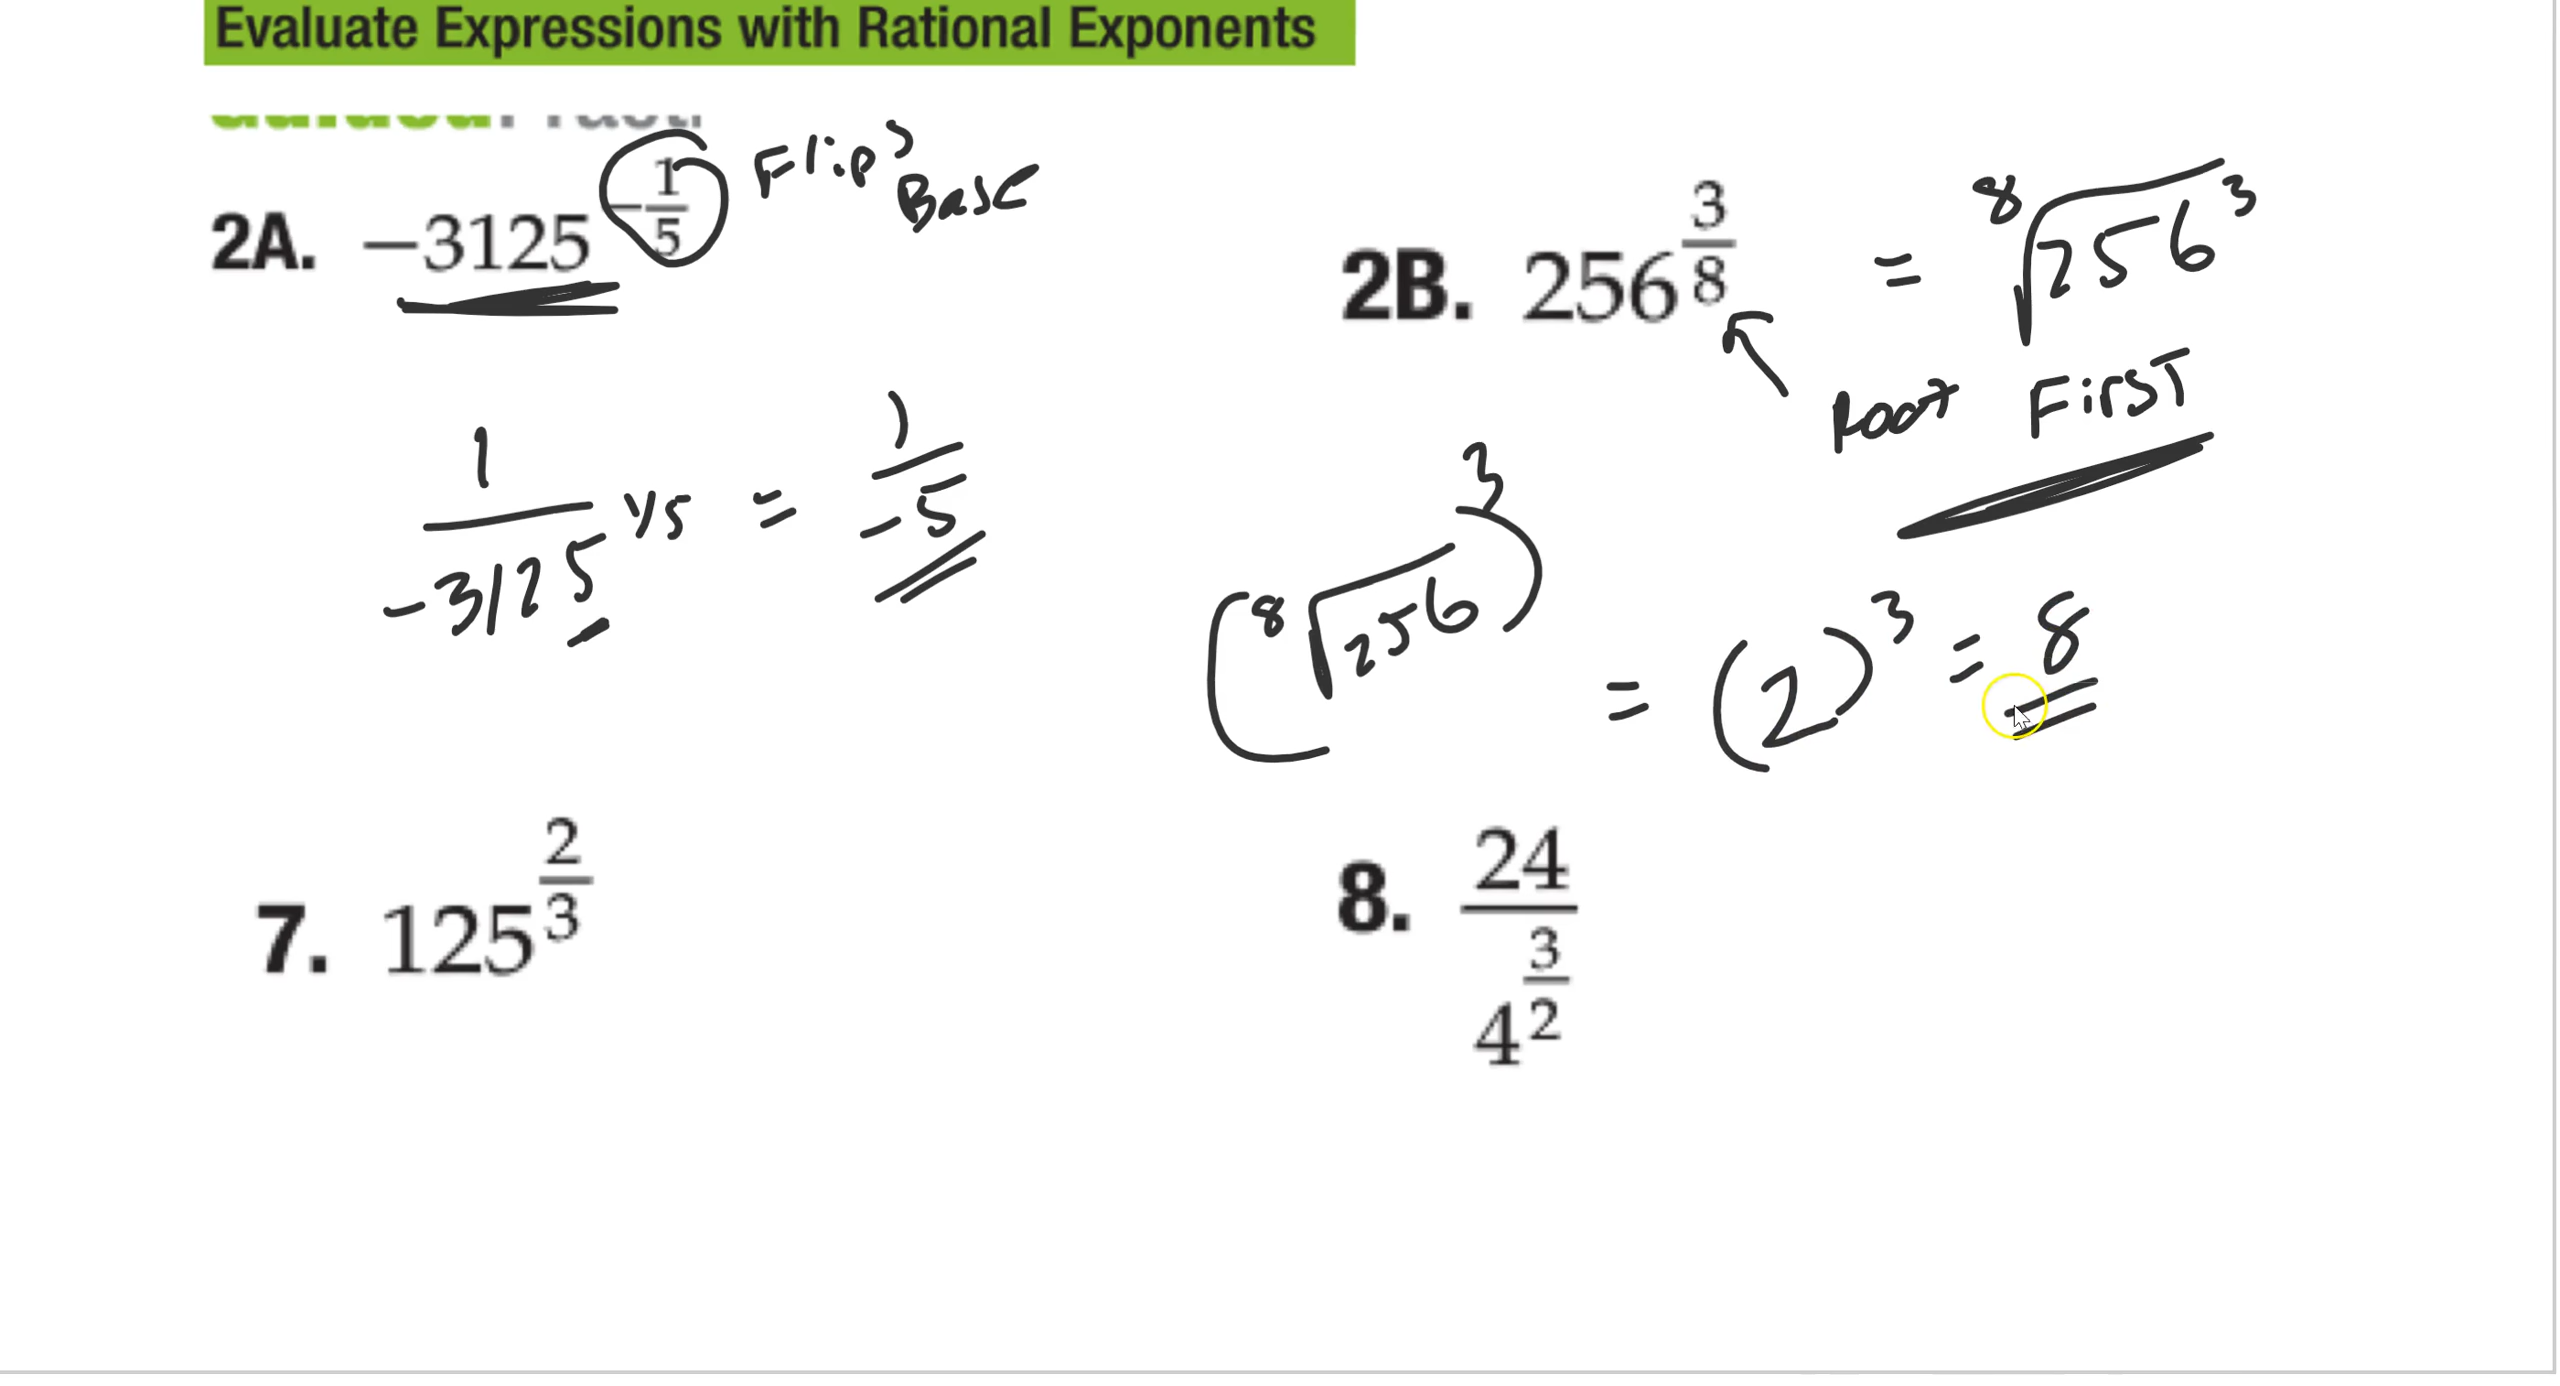 Evaluate Expressions with Rational Exponents
2A. −3125^(−1/5) Flips Base
1/(−3125)^(1/5) = 1/−5
2B. 256^(3/8) = ⁸√256³
Root First
(⁸√256)³ = (2)³ = 8
7. 125^(2/3)
8. 24/4^(3/2)